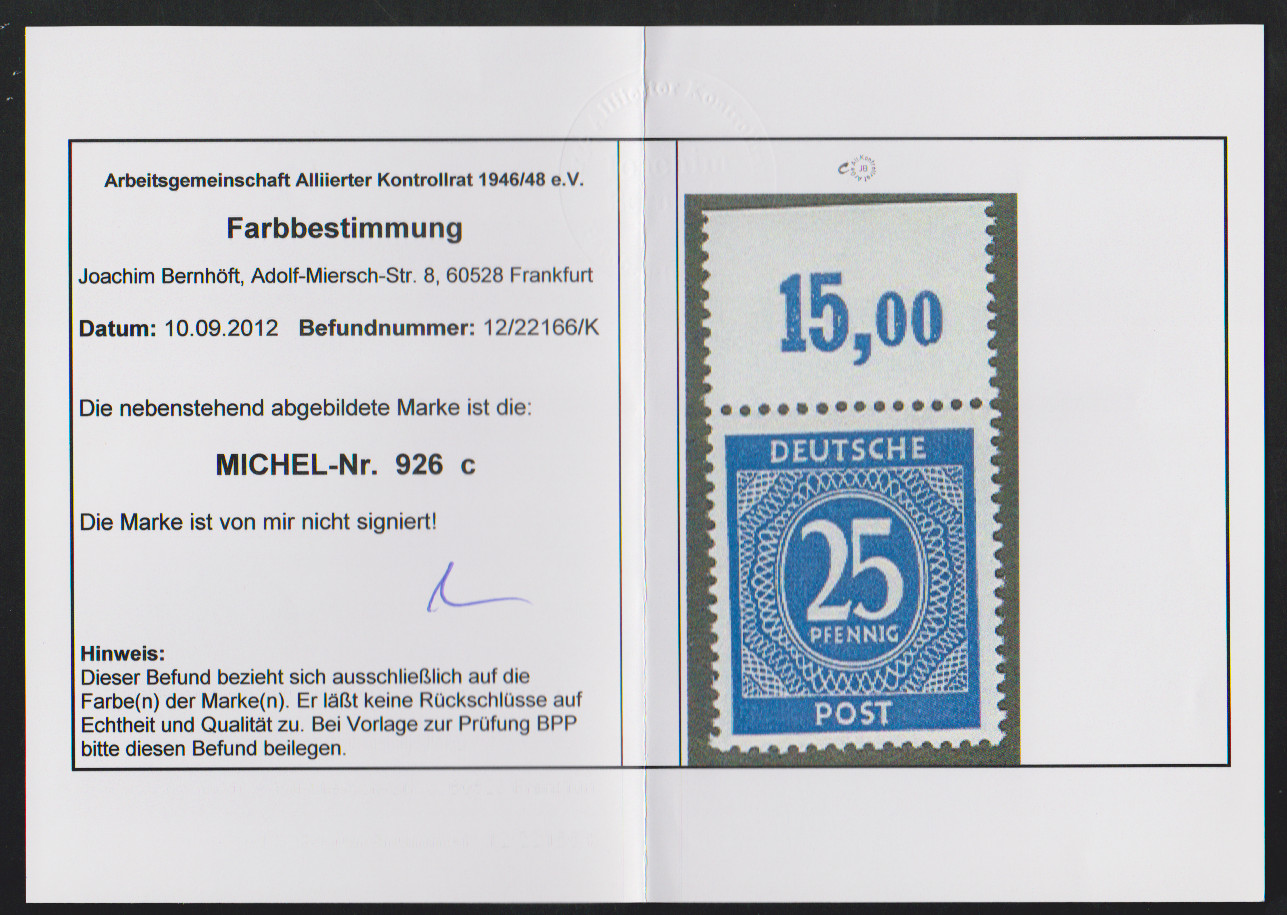 Arbeitsgemeinschaft Alliierter Kontrollrat 1946/48 e.V.
Farbbestimmung
Joachim Bernhöft, Adolf-Miersch-Str. 8, 60528 Frankfurt
Datum: 10.09.2012 Befundnummer: 12/22166/K
Die nebenstehend abgebildete Marke ist die:
MICHEL-Nr. 926 c
Die Marke ist von mir nicht signiert!
Hinweis:
Dieser Befund bezieht sich ausschließlich auf die
Farbe(n) der Marke(n). Er läßt keine Rückschlüsse auf
Echtheit und Qualität zu. Bei Vorlage zur Prüfung BPP
bitte diesen Befund beilegen.
15,00
DEUTSCHE
25
PFENNIG
POST